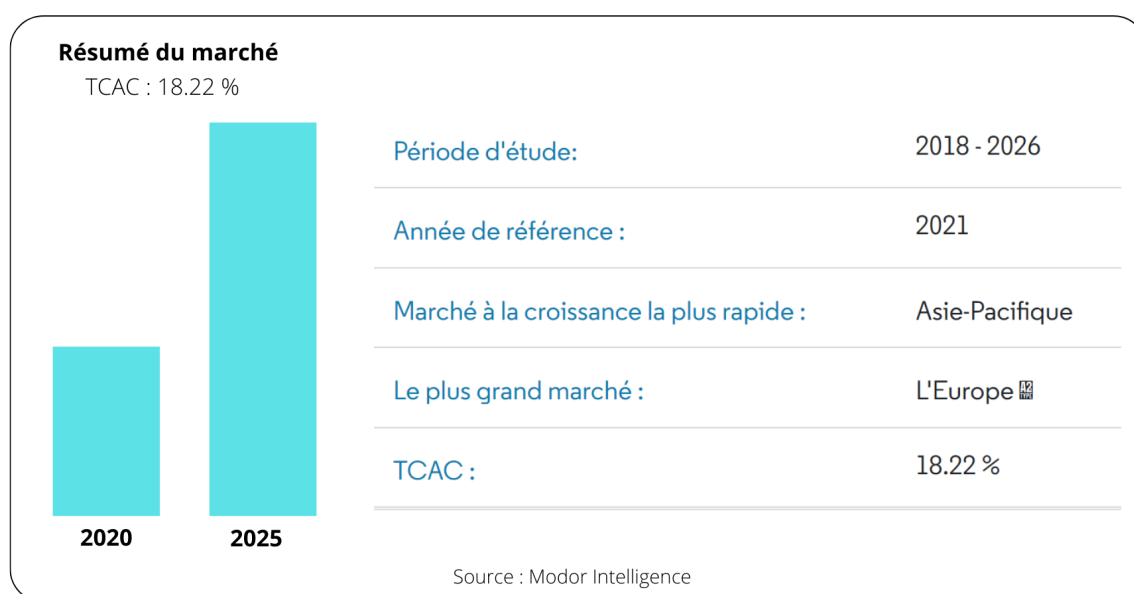 Résumé du marché
TCAC : 18.22 %
Période d'étude: 2018 - 2026
Année de référence : 2021
Marché à la croissance la plus rapide : Asie-Pacifique
Le plus grand marché : L'Europe
TCAC : 18.22 %
2020 2025
Source : Modor Intelligence